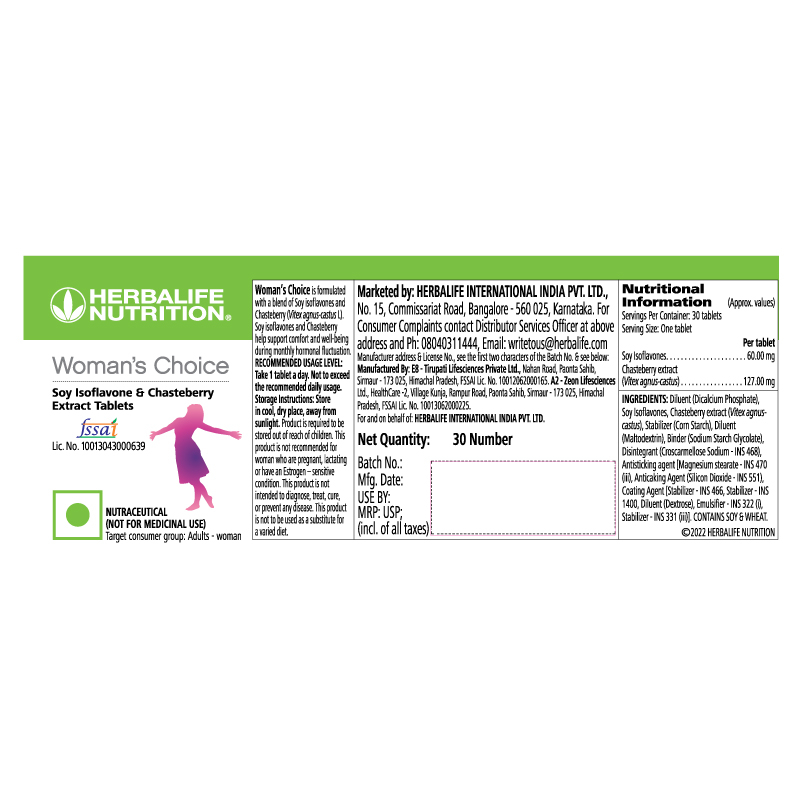 HERBALIFE
NUTRITION®
Woman's Choice
Soy Isoflavone & Chasteberry
Extract Tablets
fssai
Lic. No. 10013043000639
NUTRACEUTICAL
(NOT FOR MEDICINAL USE)
Target consumer group: Adults - woman
Woman's Choice is formulated
with a blend of Soy isoflavones and
Chasteberry (Vitex agnus-castus L).
Soy isoflavones and Chasteberry
help support comfort and well-being
during monthly hormonal fluctuation.
RECOMMENDED USAGE LEVEL:
Take 1 tablet a day. Not to exceed
the recommended daily usage.
Storage Instructions: Store
in cool, dry place, away from
sunlight. Product is required to be
stored out of reach of children. This
product is not recommended for
woman who are pregnant, lactating
or have an Estrogen – sensitive
condition. This product is not
intended to diagnose, treat, cure,
or prevent any disease. This product
is not to be used as a substitute for
a varied diet.
Marketed by: HERBALIFE INTERNATIONAL INDIA PVT. LTD.,
No. 15, Commissariat Road, Bangalore - 560 025, Karnataka. For
Consumer Complaints contact Distributor Services Officer at above
address and Ph: 08040311444, Email: writetous@herbalife.com
Manufacturer address & License No., see the first two characters of the Batch No. & see below:
Manufactured By: E8 - Tirupati Lifesciences Private Ltd., Nahan Road, Paonta Sahib,
Sirmaur - 173 025, Himachal Pradesh, FSSAI Lic. No. 10012062000165. A2 - Zeon Lifesciences
Ltd., HealthCare -2, Village Kunja, Rampur Road, Paonta Sahib, Sirmaur - 173 025, Himachal
Pradesh, FSSAI Lic. No. 10013062000225.
For and on behalf of: HERBALIFE INTERNATIONAL INDIA PVT. LTD.
Net Quantity: 30 Number
Batch No.:
Mfg. Date:
USE BY:
MRP: USP;
(incl. of all taxes)
Nutritional
Information (Approx. values)
Servings Per Container: 30 tablets
Serving Size: One tablet
Per tablet
Soy Isoflavones.................... 60.00 mg
Chasteberry extract
(Vitex agnus-castus) ................ 127.00 mg
INGREDIENTS: Diluent (Dicalcium Phosphate),
Soy Isoflavones, Chasteberry extract (Vitex agnus-
castus), Stabilizer (Corn Starch), Diluent
(Maltodextrin), Binder (Sodium Starch Glycolate),
Disintegrant (Croscarmellose Sodium - INS 468),
Antisticking agent [Magnesium stearate - INS 470
(iii), Anticaking Agent (Silicon Dioxide - INS 551),
Coating Agent [Stabilizer - INS 466, Stabilizer - INS
1400, Diluent (Dextrose), Emulsifier - INS 322 (i),
Stabilizer - INS 331 (iii)]. CONTAINS SOY & WHEAT.
©2022 HERBALIFE NUTRITION